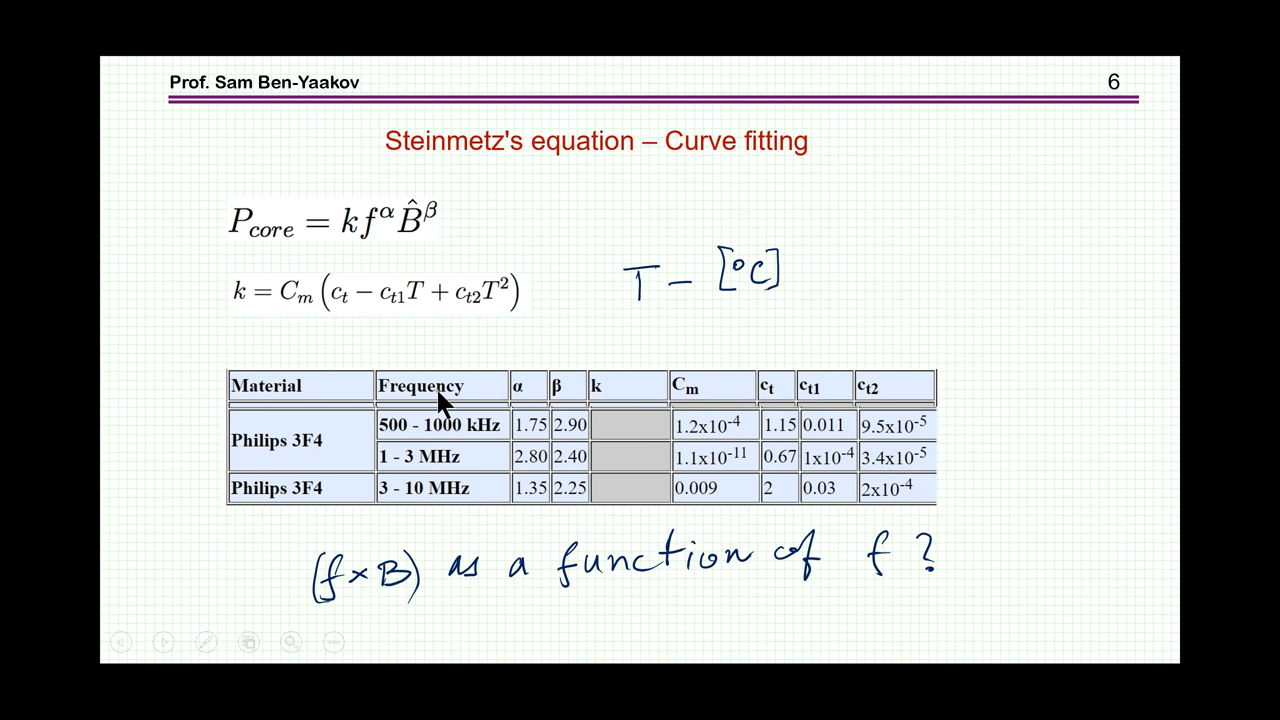 Prof. Sam Ben-Yaakov 6
Steinmetz's equation – Curve fitting
P_core = k f^α B̂^β
k = C_m (c_t − c_t1 T + c_t2 T²)
T – [°C]
Material Frequency α β k C_m c_t c_t1 c_t2
Philips 3F4 500 - 1000 kHz 1.75 2.90 1.2x10^-4 1.15 0.011 9.5x10^-5
1 - 3 MHz 2.80 2.40 1.1x10^-11 0.67 1x10^-4 3.4x10^-5
Philips 3F4 3 - 10 MHz 1.35 2.25 0.009 2 0.03 2x10^-4
(f×B) as a function of f ?